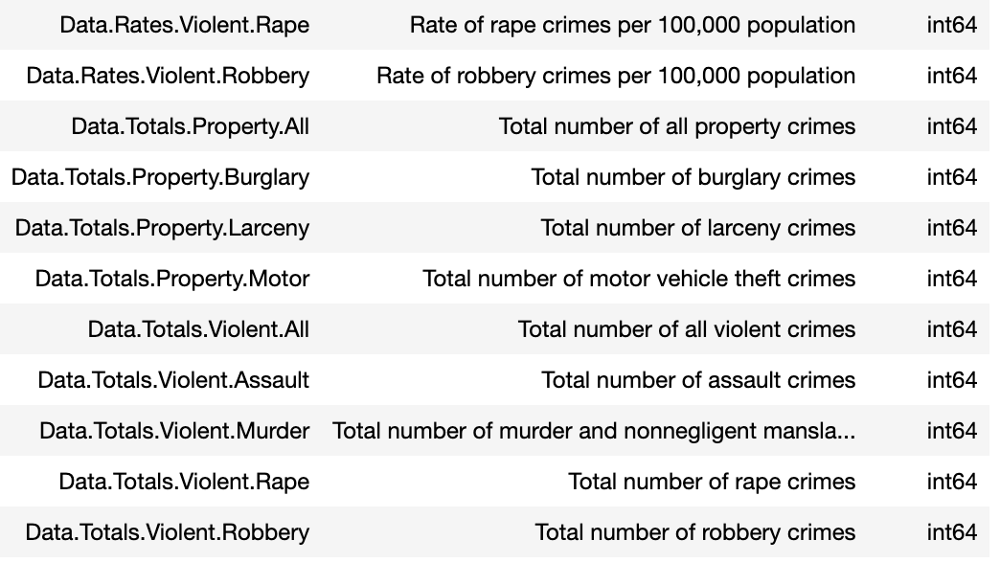 Data.Rates.Violent.Rape Rate of rape crimes per 100,000 population int64
Data.Rates.Violent.Robbery Rate of robbery crimes per 100,000 population int64
Data.Totals.Property.All Total number of all property crimes int64
Data.Totals.Property.Burglary Total number of burglary crimes int64
Data.Totals.Property.Larceny Total number of larceny crimes int64
Data.Totals.Property.Motor Total number of motor vehicle theft crimes int64
Data.Totals.Violent.All Total number of all violent crimes int64
Data.Totals.Violent.Assault Total number of assault crimes int64
Data.Totals.Violent.Murder Total number of murder and nonnegligent mansla... int64
Data.Totals.Violent.Rape Total number of rape crimes int64
Data.Totals.Violent.Robbery Total number of robbery crimes int64